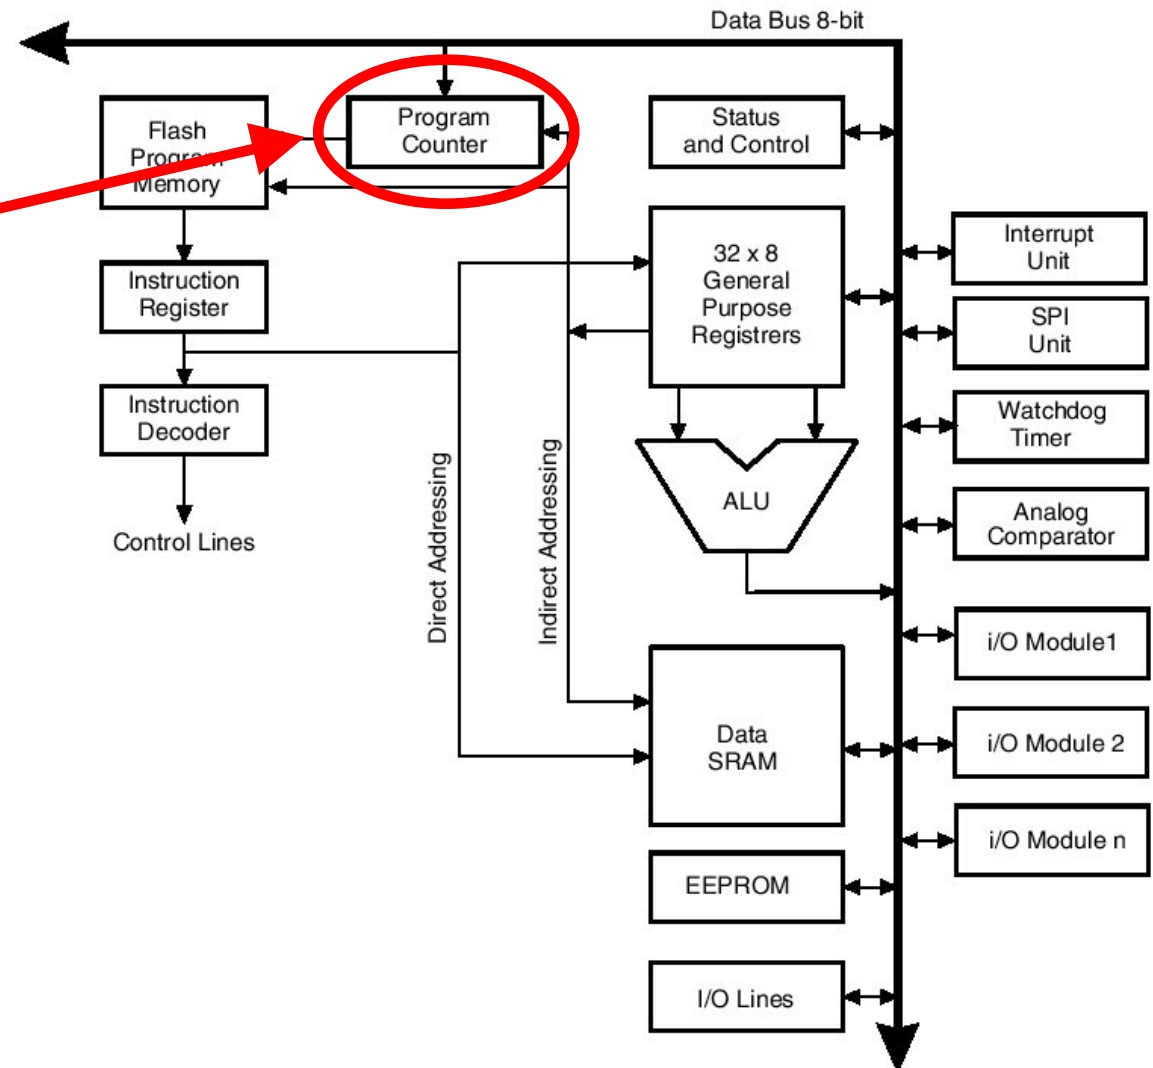 Data Bus 8-bit
Flash
Program
Memory
Program
Counter
Status
and Control
32 x 8
General
Purpose
Registrers
Interrupt
Unit
Instruction
Register
SPI
Unit
Instruction
Decoder
Watchdog
Timer
Control Lines
Direct Addressing
Indirect Addressing
ALU
Analog
Comparator
i/O Module1
Data
SRAM
i/O Module 2
i/O Module n
EEPROM
I/O Lines